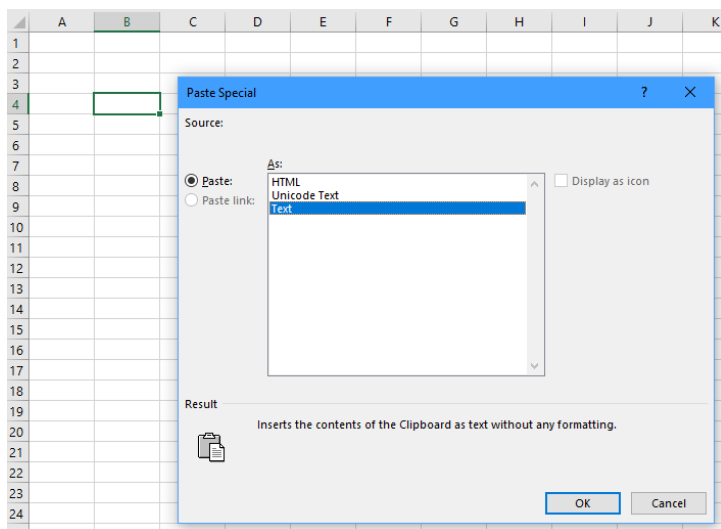 A B C D E F G H I J K
1
2
3
Paste Special ? ×
4
Source:
5
6
As:
7
Paste:
HTML
Display as icon
8
Unicode Text
Paste link:
Text
9
10
11
12
13
14
15
16
17
18
Result
19
Inserts the contents of the Clipboard as text without any formatting.
20
21
22
23
OK Cancel
24